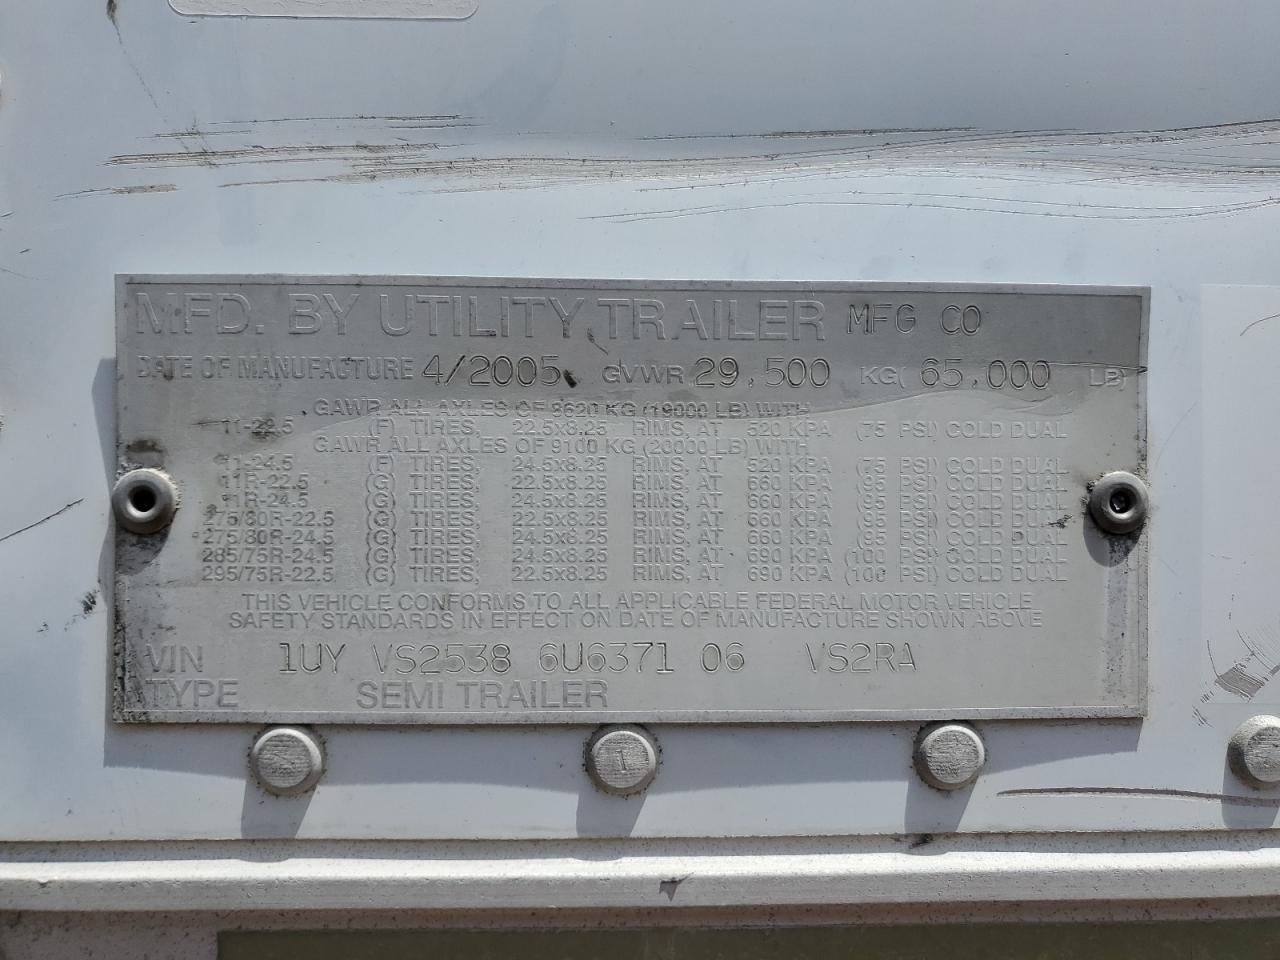 MFD. BY UTILITY TRAILER MFG CO
DATE OF MANUFACTURE 4/2005 GVWR 29,500 KG( 65,000 LB)
GAWR ALL AXLES OF 8620 KG (19000 LB) WITH
11-22.5 (F) TIRES, 22.5x8.25 RIMS, AT 520 KPA (75 PSI) COLD DUAL
GAWR ALL AXLES OF 9100 KG (20000 LB) WITH
11-24.5 (F) TIRES, 24.5x8.25 RIMS, AT 520 KPA (75 PSI) COLD DUAL
11R-22.5 (G) TIRES, 22.5x8.25 RIMS, AT 660 KPA (95 PSI) COLD DUAL
11R-24.5 (G) TIRES, 24.5x8.25 RIMS, AT 660 KPA (95 PSI) COLD DUAL
275/80R-22.5 (G) TIRES, 22.5x8.25 RIMS, AT 660 KPA (95 PSI) COLD DUAL
275/80R-24.5 (G) TIRES, 24.5x8.25 RIMS, AT 660 KPA (95 PSI) COLD DUAL
285/75R-24.5 (G) TIRES, 24.5x8.25 RIMS, AT 690 KPA (100 PSI) COLD DUAL
295/75R-22.5 (G) TIRES, 22.5x8.25 RIMS, AT 690 KPA (100 PSI) COLD DUAL
THIS VEHICLE CONFORMS TO ALL APPLICABLE FEDERAL MOTOR VEHICLE
SAFETY STANDARDS IN EFFECT ON DATE OF MANUFACTURE SHOWN ABOVE
VIN 1UY VS2538 6U6371 06 VS2RA
TYPE SEMI TRAILER